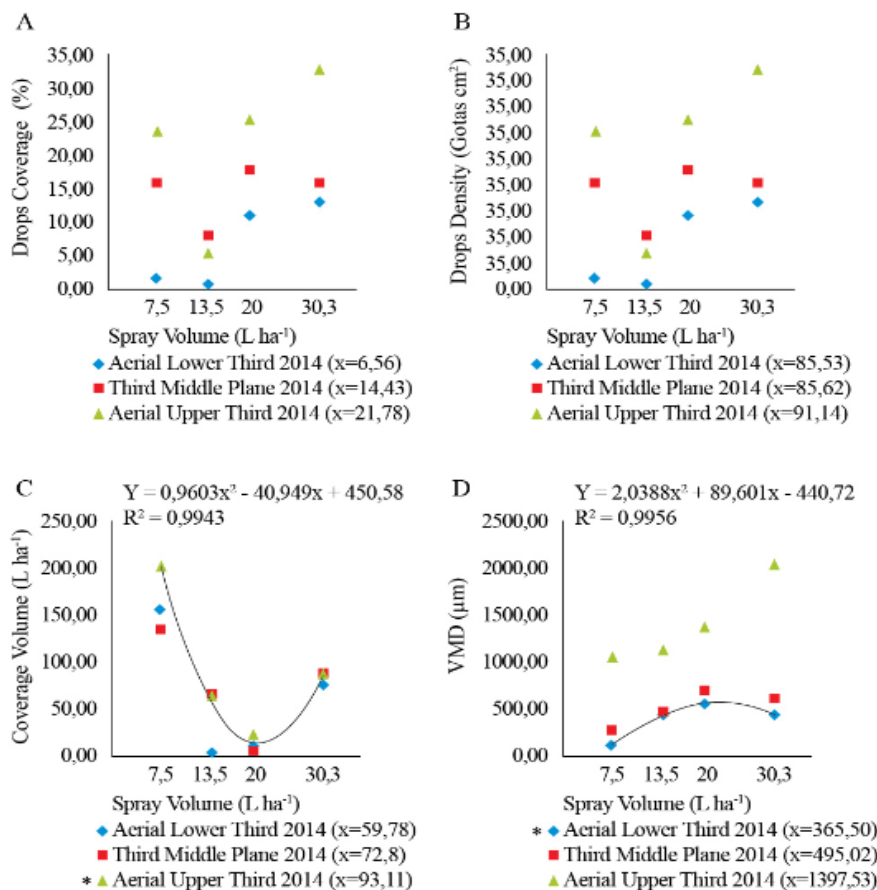 A
Drops Coverage (%)
35,00
30,00
25,00
20,00
15,00
10,00
5,00
0,00
7,5 13,5 20 30,3
Spray Volume (L ha⁻¹)
Aerial Lower Third 2014 (x=6,56)
Third Middle Plane 2014 (x=14,43)
Aerial Upper Third 2014 (x=21,78)
B
Drops Density (Gotas cm²)
35,00
35,00
35,00
35,00
35,00
35,00
35,00
35,00
35,00
0,00
7,5 13,5 20 30,3
Spray Volume (L ha⁻¹)
Aerial Lower Third 2014 (x=85,53)
Third Middle Plane 2014 (x=85,62)
Aerial Upper Third 2014 (x=91,14)
C
Y = 0,9603x² - 40,949x + 450,58
R² = 0,9943
Coverage Volume (L ha⁻¹)
250,00
200,00
150,00
100,00
50,00
0,00
7,5 13,5 20 30,3
Spray Volume (L ha⁻¹)
Aerial Lower Third 2014 (x=59,78)
Third Middle Plane 2014 (x=72,8)
* Aerial Upper Third 2014 (x=93,11)
D
Y = 2,0388x² + 89,601x - 440,72
R² = 0,9956
VMD (µm)
2500,00
2000,00
1500,00
1000,00
500,00
0,00
7,5 13,5 20 30,3
Spray Volume (L ha⁻¹)
* Aerial Lower Third 2014 (x=365,50)
Third Middle Plane 2014 (x=495,02)
Aerial Upper Third 2014 (x=1397,53)